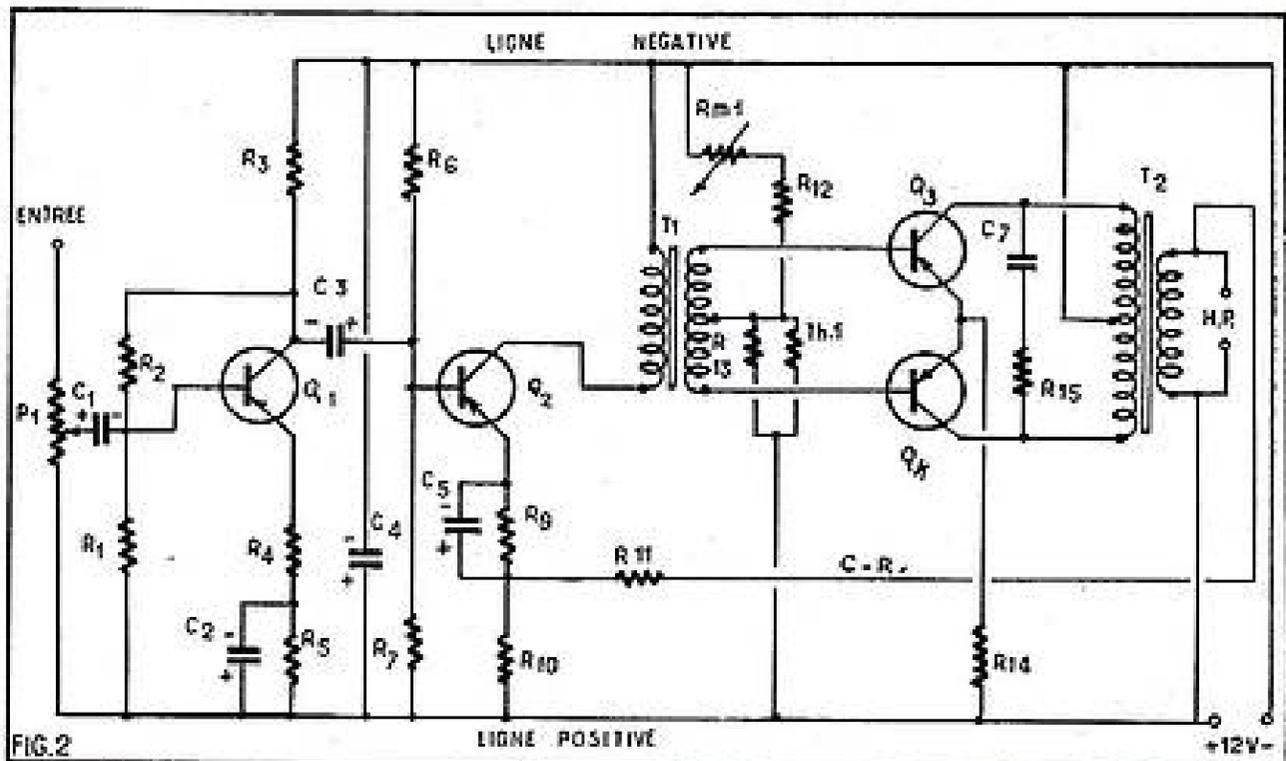 LIGNE NEGATIVE
Rm1
R3
R6
R12
Q3
T2
ENTREE
T1
C7
C3
- +
H.P.
R2
R
13
Th.1
Q1
Q2
R15
P1
C1
+ -
C5
-
+
R9
C4
-
+
R1
R4
R11
C-R.
C2
-
+
R5
R7
R10
R14
FIG.2
LIGNE POSITIVE
+12V-